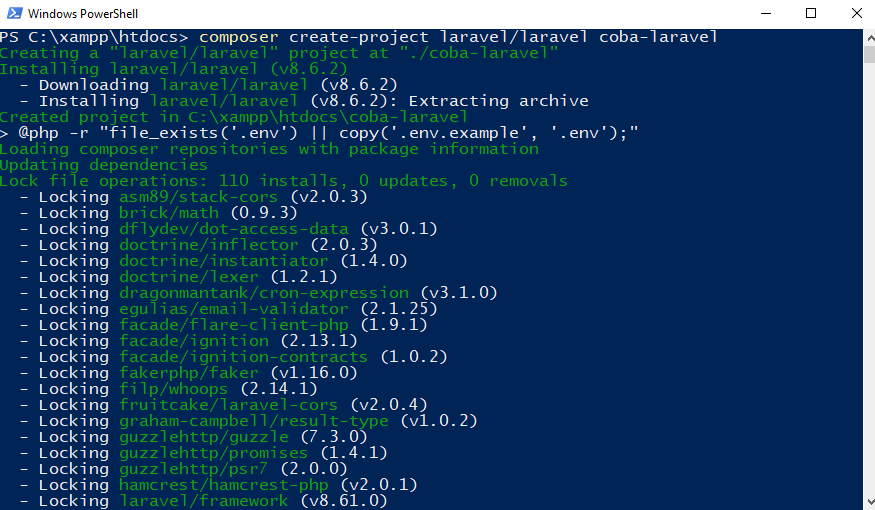 Windows PowerShell
PS C:\xampp\htdocs> composer create-project laravel/laravel coba-laravel
Creating a "laravel/laravel" project at "./coba-laravel"
Installing laravel/laravel (v8.6.2)
  - Downloading laravel/laravel (v8.6.2)
  - Installing laravel/laravel (v8.6.2): Extracting archive
Created project in C:\xampp\htdocs\coba-laravel
> @php -r "file_exists('.env') || copy('.env.example', '.env');"
Loading composer repositories with package information
Updating dependencies
Lock file operations: 110 installs, 0 updates, 0 removals
  - Locking asm89/stack-cors (v2.0.3)
  - Locking brick/math (0.9.3)
  - Locking dflydev/dot-access-data (v3.0.1)
  - Locking doctrine/inflector (2.0.3)
  - Locking doctrine/instantiator (1.4.0)
  - Locking doctrine/lexer (1.2.1)
  - Locking dragonmantank/cron-expression (v3.1.0)
  - Locking egulias/email-validator (2.1.25)
  - Locking facade/flare-client-php (1.9.1)
  - Locking facade/ignition (2.13.1)
  - Locking facade/ignition-contracts (1.0.2)
  - Locking fakerphp/faker (v1.16.0)
  - Locking filp/whoops (2.14.1)
  - Locking fruitcake/laravel-cors (v2.0.4)
  - Locking graham-campbell/result-type (v1.0.2)
  - Locking guzzlehttp/guzzle (7.3.0)
  - Locking guzzlehttp/promises (1.4.1)
  - Locking guzzlehttp/psr7 (2.0.0)
  - Locking hamcrest/hamcrest-php (v2.0.1)
  - Locking laravel/framework (v8.61.0)